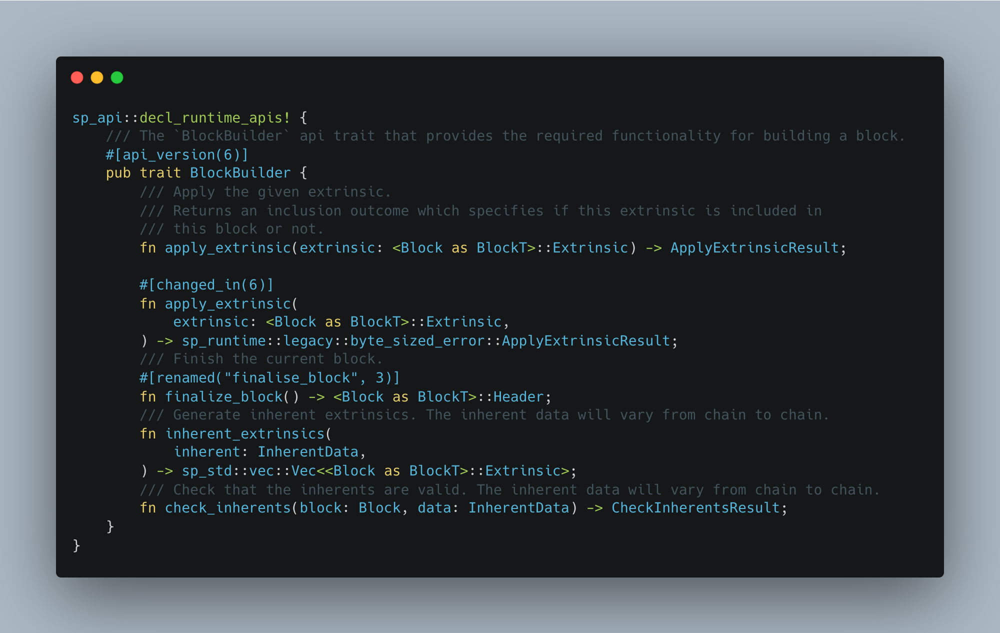 sp_api::decl_runtime_apis! {
    /// The `BlockBuilder` api trait that provides the required functionality for building a block.
    #[api_version(6)]
    pub trait BlockBuilder {
        /// Apply the given extrinsic.
        /// Returns an inclusion outcome which specifies if this extrinsic is included in
        /// this block or not.
        fn apply_extrinsic(extrinsic: <Block as BlockT>::Extrinsic) -> ApplyExtrinsicResult;

        #[changed_in(6)]
        fn apply_extrinsic(
            extrinsic: <Block as BlockT>::Extrinsic,
        ) -> sp_runtime::legacy::byte_sized_error::ApplyExtrinsicResult;
        /// Finish the current block.
        #[renamed("finalise_block", 3)]
        fn finalize_block() -> <Block as BlockT>::Header;
        /// Generate inherent extrinsics. The inherent data will vary from chain to chain.
        fn inherent_extrinsics(
            inherent: InherentData,
        ) -> sp_std::vec::Vec<<Block as BlockT>::Extrinsic>;
        /// Check that the inherents are valid. The inherent data will vary from chain to chain.
        fn check_inherents(block: Block, data: InherentData) -> CheckInherentsResult;
    }
}